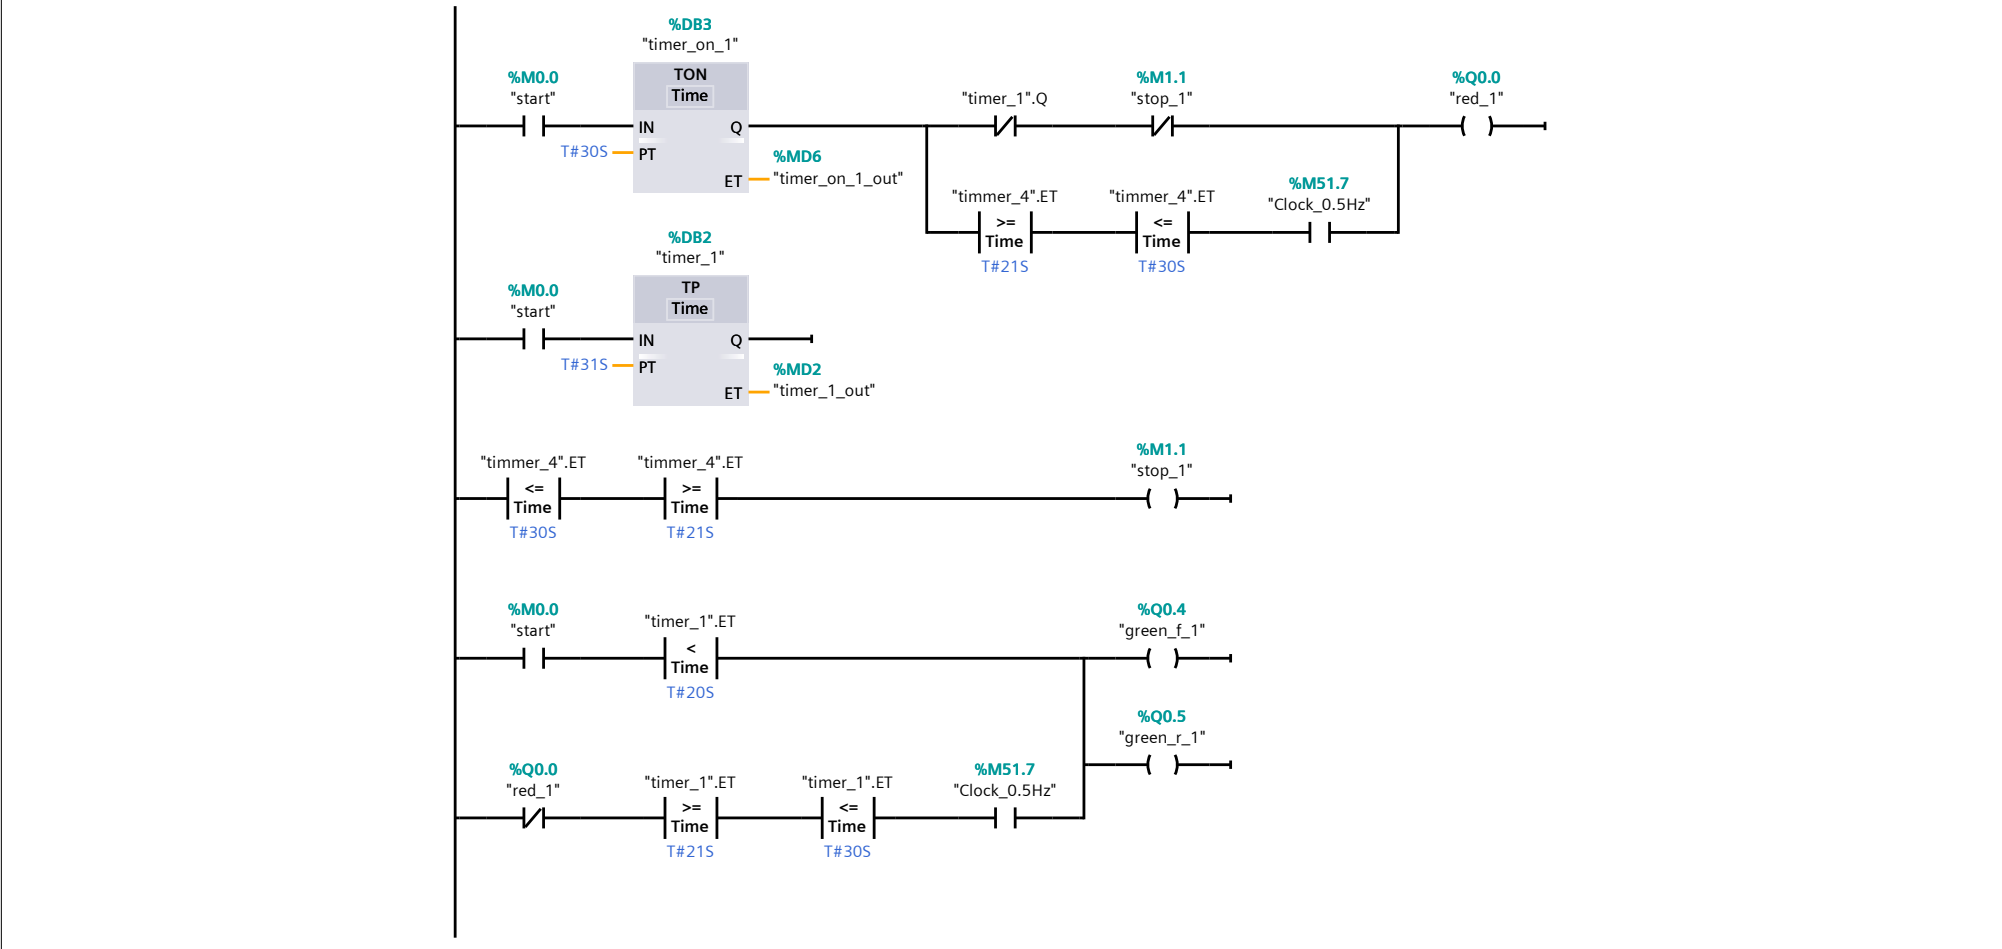 %DB3
"timer_on_1"
TON
Time
%M0.0
"start"
IN
Q
T#30S
PT
ET
%MD6
"timer_on_1_out"
"timer_1".Q
%M1.1
"stop_1"
%Q0.0
"red_1"
"timmer_4".ET
>=
Time
T#21S
"timmer_4".ET
<=
Time
T#30S
%M51.7
"Clock_0.5Hz"
%DB2
"timer_1"
TP
Time
%M0.0
"start"
IN
Q
T#31S
PT
ET
%MD2
"timer_1_out"
"timmer_4".ET
<=
Time
T#30S
"timmer_4".ET
>=
Time
T#21S
%M1.1
"stop_1"
%M0.0
"start"
"timer_1".ET
<
Time
T#20S
%Q0.4
"green_f_1"
%Q0.5
"green_r_1"
%Q0.0
"red_1"
"timer_1".ET
>=
Time
T#21S
"timer_1".ET
<=
Time
T#30S
%M51.7
"Clock_0.5Hz"